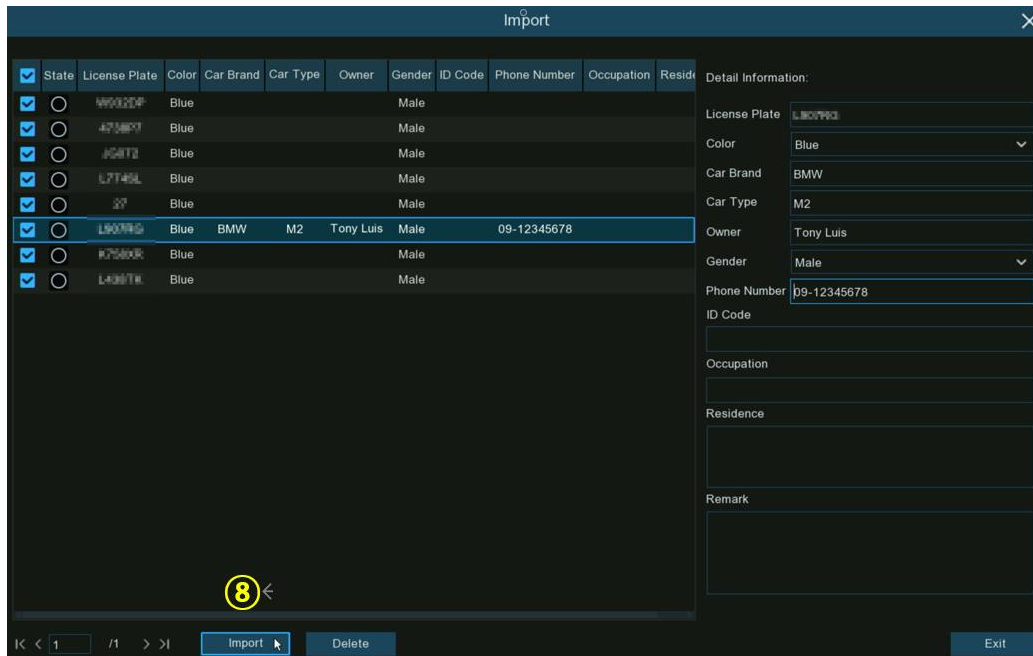 Import
State License Plate Color Car Brand Car Type Owner Gender ID Code Phone Number Occupation Reside
Blue Male
Blue Male
Blue Male
Blue Male
Blue Male
Blue BMW M2 Tony Luis Male 09-12345678
Blue Male
Blue Male
Detail Information:
License Plate
Color Blue
Car Brand BMW
Car Type M2
Owner Tony Luis
Gender Male
Phone Number 09-12345678
ID Code
Occupation
Residence
Remark
8
1 /1 Import Delete Exit